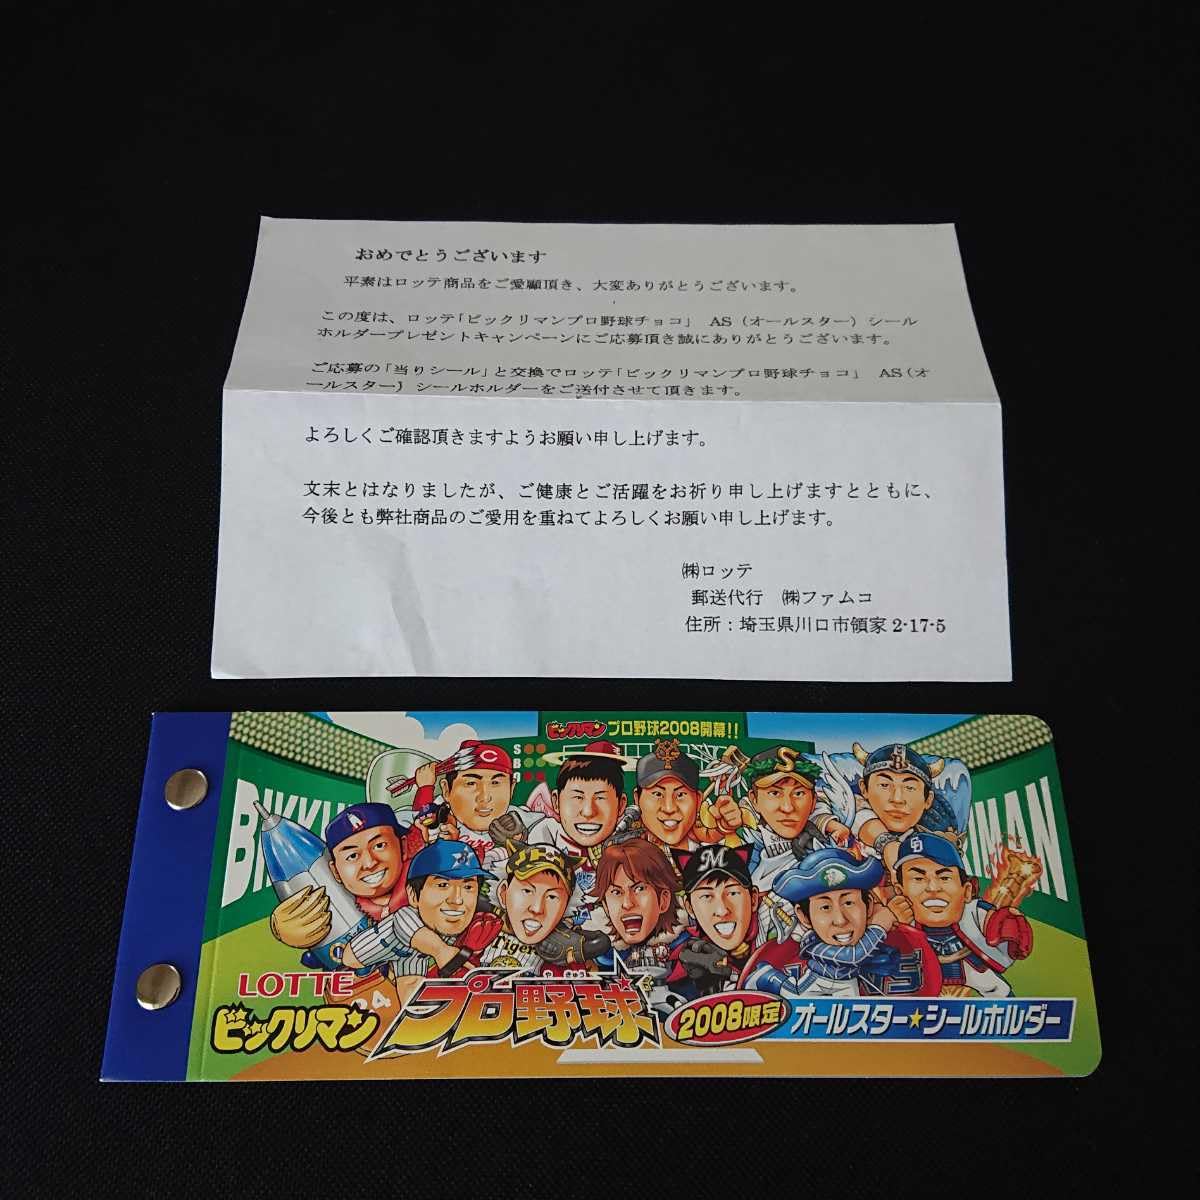 おめでとうございます
平素はロッテ商品をご愛顧頂き、大変ありがとうございます。
この度は、ロッテ「ビックリマンプロ野球チョコ」 AS（オールスター）シール
ホルダープレゼントキャンペーンにご応募頂き誠にありがとうございます。
ご応募の「当りシール」と交換でロッテ「ビックリマンプロ野球チョコ」 AS（オ
ールスター）シールホルダーをご送付させて頂きます。
よろしくご確認頂きますようお願い申し上げます。
文末とはなりましたが、ご健康とご活躍をお祈り申し上げますとともに、
今後とも弊社商品のご愛用を重ねてよろしくお願い申し上げます。
㈱ロッテ
郵送代行 ㈱ファムコ
住所：埼玉県川口市領家 2-17-5
ビックリマン プロ野球2008開幕!!
S
B
O
C
M
Tiger
LOTTE
ビックリマン
や きゅう
プロ野球
2008限定
オールスター★シールホルダー